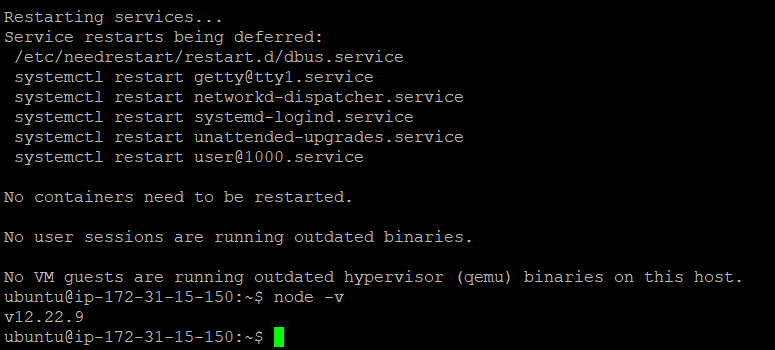 Restarting services...
Service restarts being deferred:
 /etc/needrestart/restart.d/dbus.service
 systemctl restart getty@tty1.service
 systemctl restart networkd-dispatcher.service
 systemctl restart systemd-logind.service
 systemctl restart unattended-upgrades.service
 systemctl restart user@1000.service

No containers need to be restarted.

No user sessions are running outdated binaries.

No VM guests are running outdated hypervisor (qemu) binaries on this host.
ubuntu@ip-172-31-15-150:~$ node -v
v12.22.9
ubuntu@ip-172-31-15-150:~$